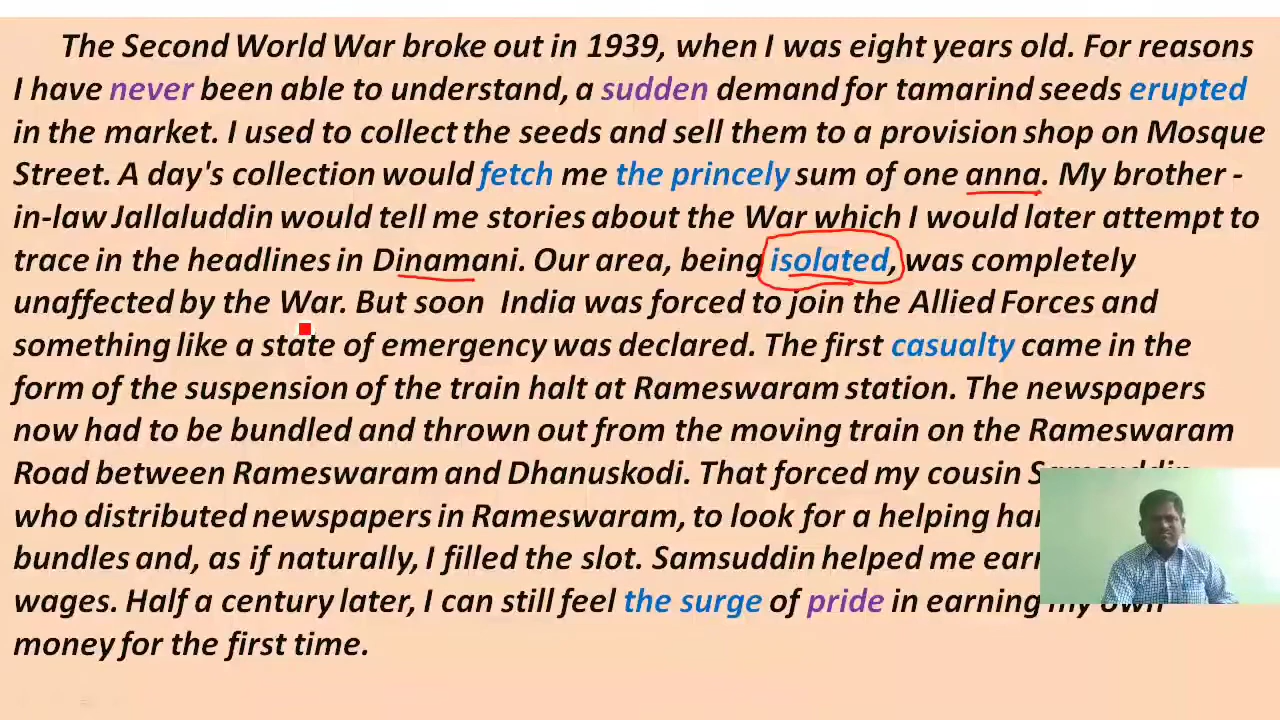 The Second World War broke out in 1939, when I was eight years old. For reasons
I have never been able to understand, a sudden demand for tamarind seeds erupted
in the market. I used to collect the seeds and sell them to a provision shop on Mosque
Street. A day's collection would fetch me the princely sum of one anna. My brother -
in-law Jallaluddin would tell me stories about the War which I would later attempt to
trace in the headlines in Dinamani. Our area, being isolated, was completely
unaffected by the War. But soon India was forced to join the Allied Forces and
something like a state of emergency was declared. The first casualty came in the
form of the suspension of the train halt at Rameswaram station. The newspapers
now had to be bundled and thrown out from the moving train on the Rameswaram
Road between Rameswaram and Dhanuskodi. That forced my cousin Samsuddin
who distributed newspapers in Rameswaram, to look for a helping
bundles and, as if naturally, I filled the slot. Samsuddin helped me
wages. Half a century later, I can still feel the surge of pride in earning my own
money for the first time.